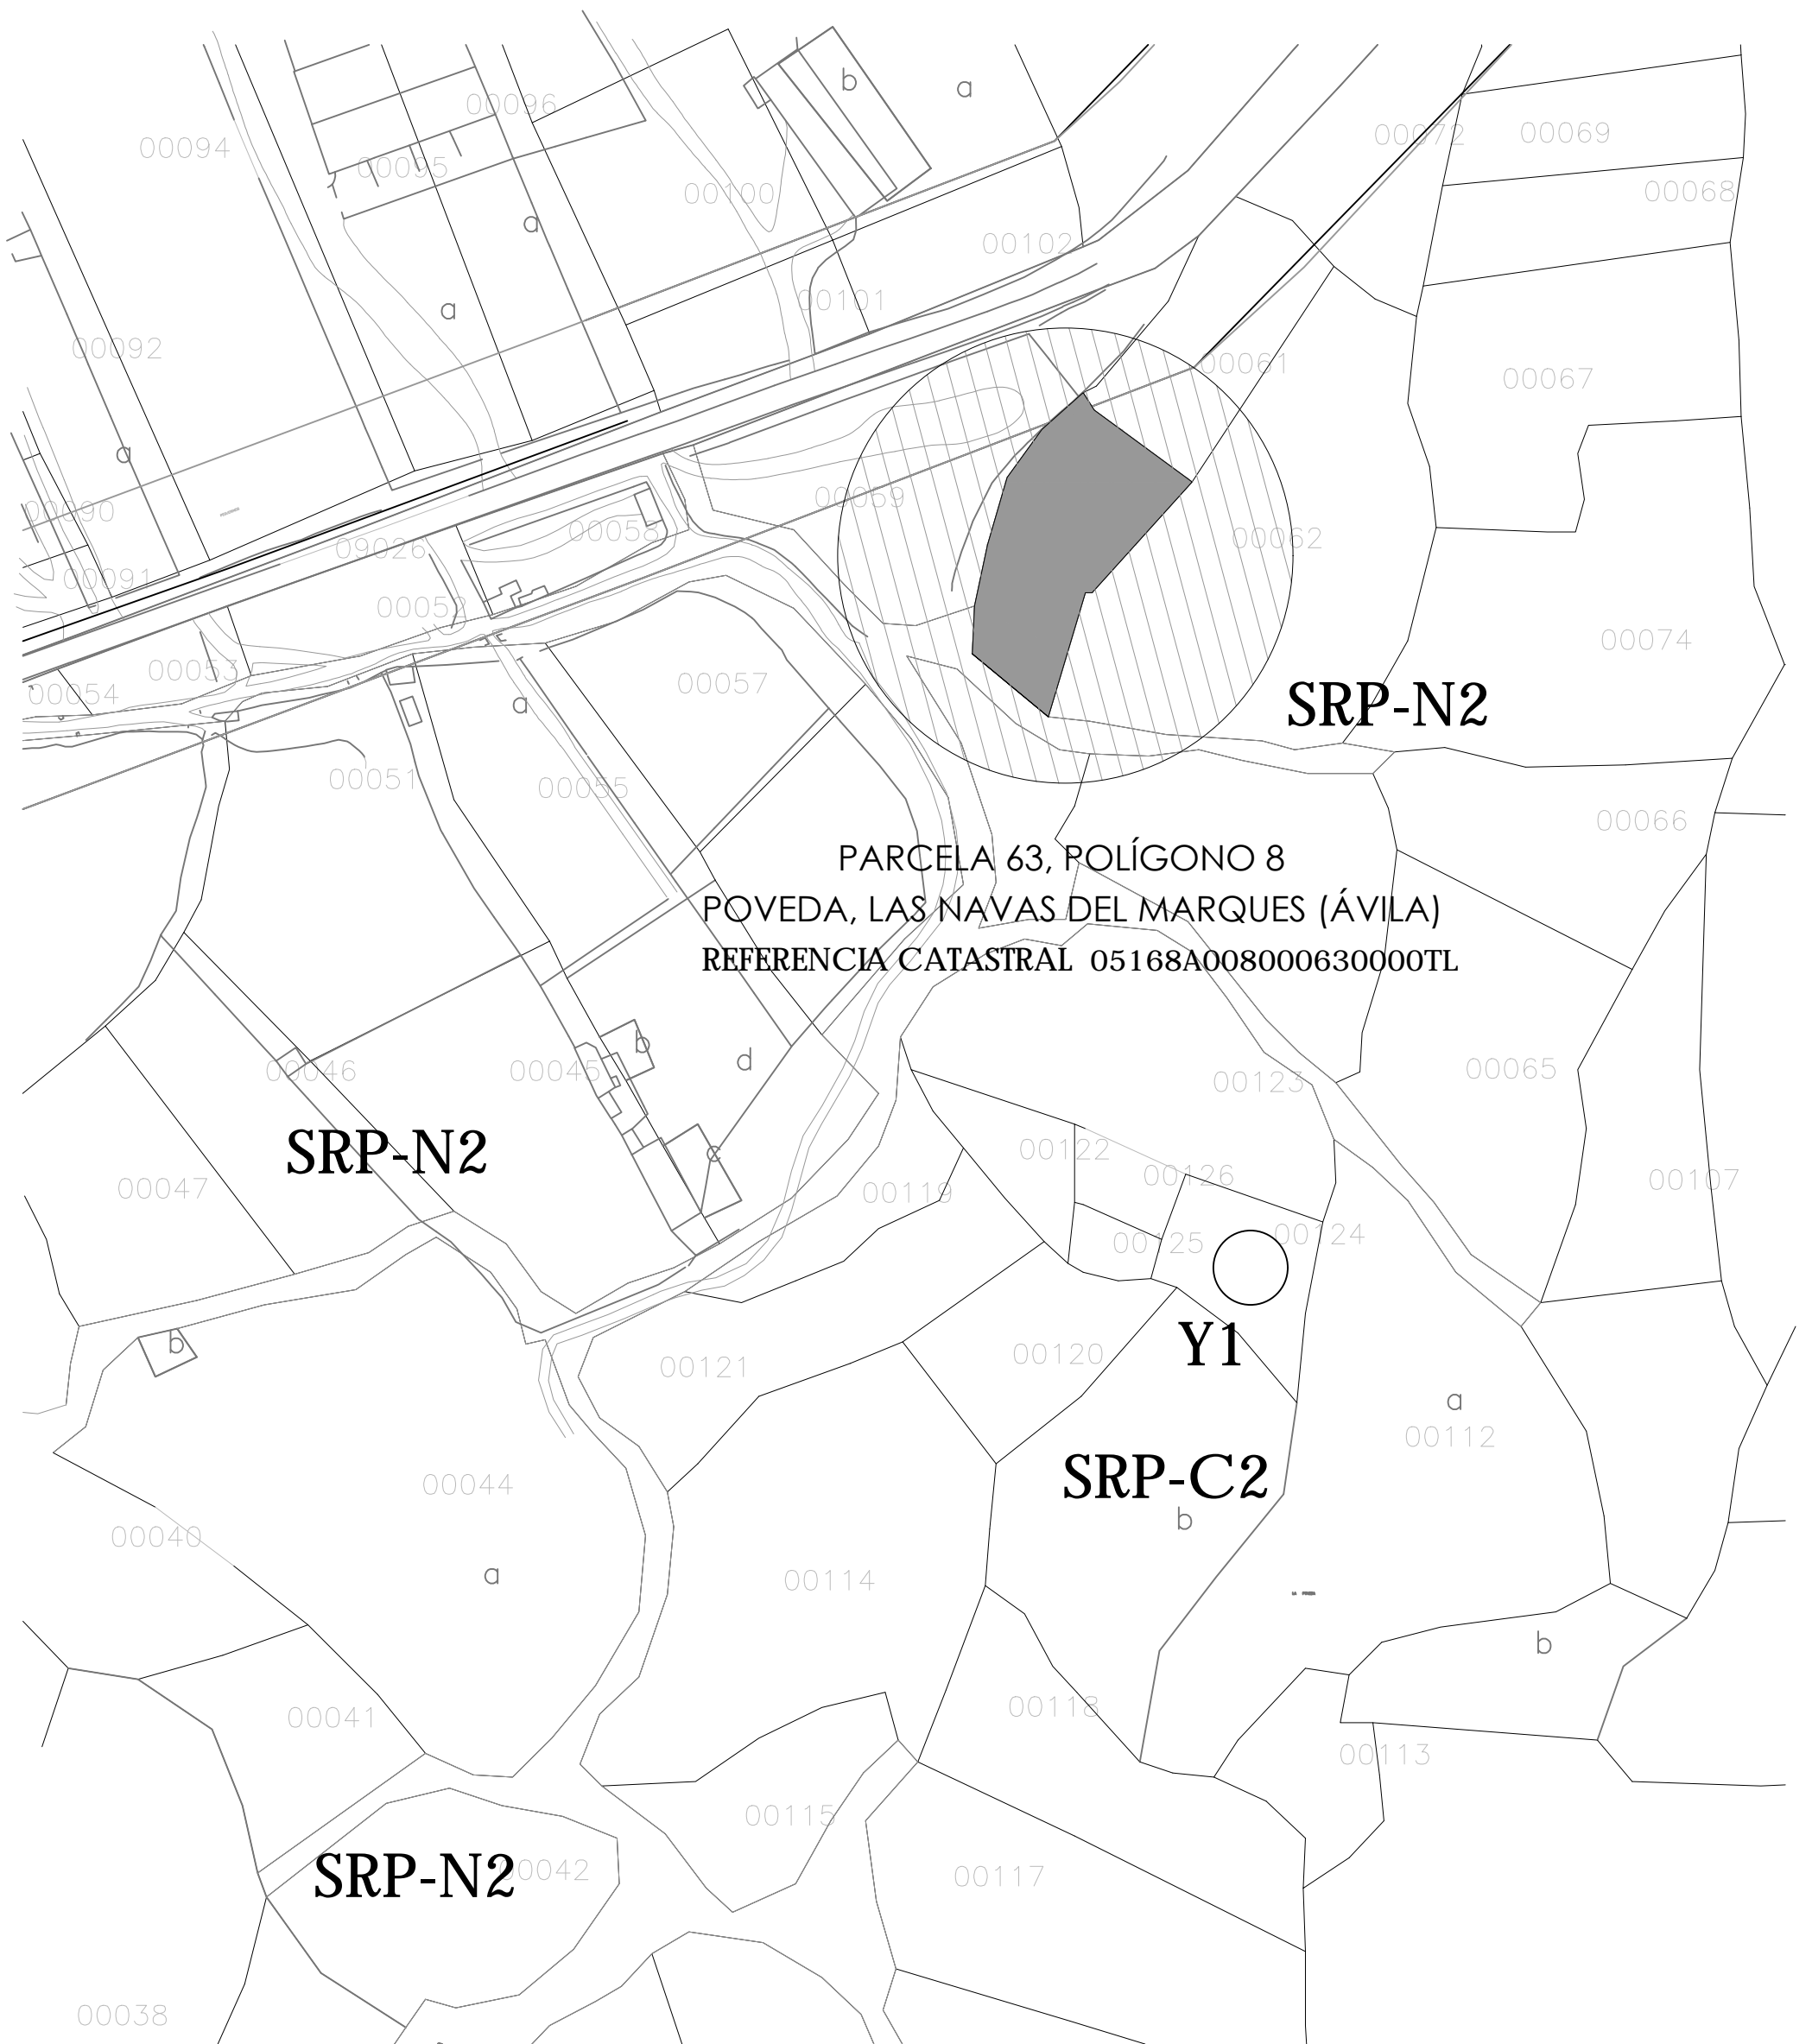 b
a
00096
00072
00069
00094
00095
00068
00100
a
00102
00101
a
00092
00061
00067
a
00069
00090
00058
00062
09026
00091
00052
00074
00053
00057
00054
a
SRP-N2
00051
00055
00066
PARCELA 63, POLÍGONO 8
POVEDA, LAS NAVAS DEL MARQUES (ÁVILA)
REFERENCIA CATASTRAL 05168A008000630000TL
b
d
00046
00045
00065
00123
SRP-N2
c
00122
00126
00047
00119
00107
00125
00124
b
Y1
00121
00120
a
00112
SRP-C2
00044
b
00040
a
00114
b
00118
00041
00113
00115
SRP-N2
00042
00117
00038